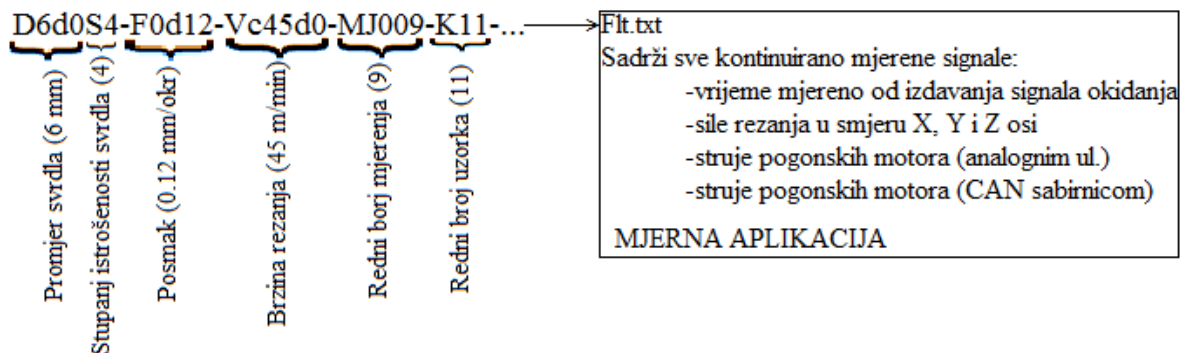 D6d0S4-F0d12-Vc45d0-MJ009-K11-...
Promjer svrdla (6 mm)
Stupanj istrošenosti svrdla (4)
Posmak (0.12 mm/okr)
Brzina rezanja (45 m/min)
Redni borj mjerenja (9)
Redni broj uzorka (11)
Flt.txt
Sadrži sve kontinuirano mjerene signale:
-vrijeme mjereno od izdavanja signala okidanja
-sile rezanja u smjeru X, Y i Z osi
-struje pogonskih motora (analognim ul.)
-struje pogonskih motora (CAN sabirnicom)
MJERNA APLIKACIJA